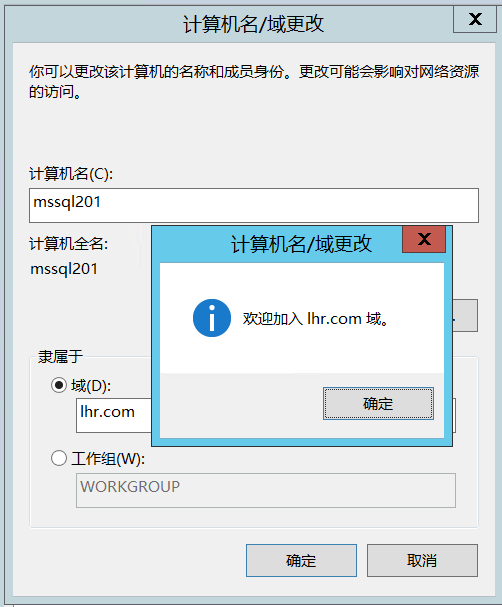 计算机名/域更改
你可以更改该计算机的名称和成员身份。更改可能会影响对网络资源
的访问。
计算机名(C):
mssql201
计算机全名:
mssql201
计算机名/域更改
欢迎加入 lhr.com 域。
确定
隶属于
域(D):
lhr.com
工作组(W):
WORKGROUP
确定
取消